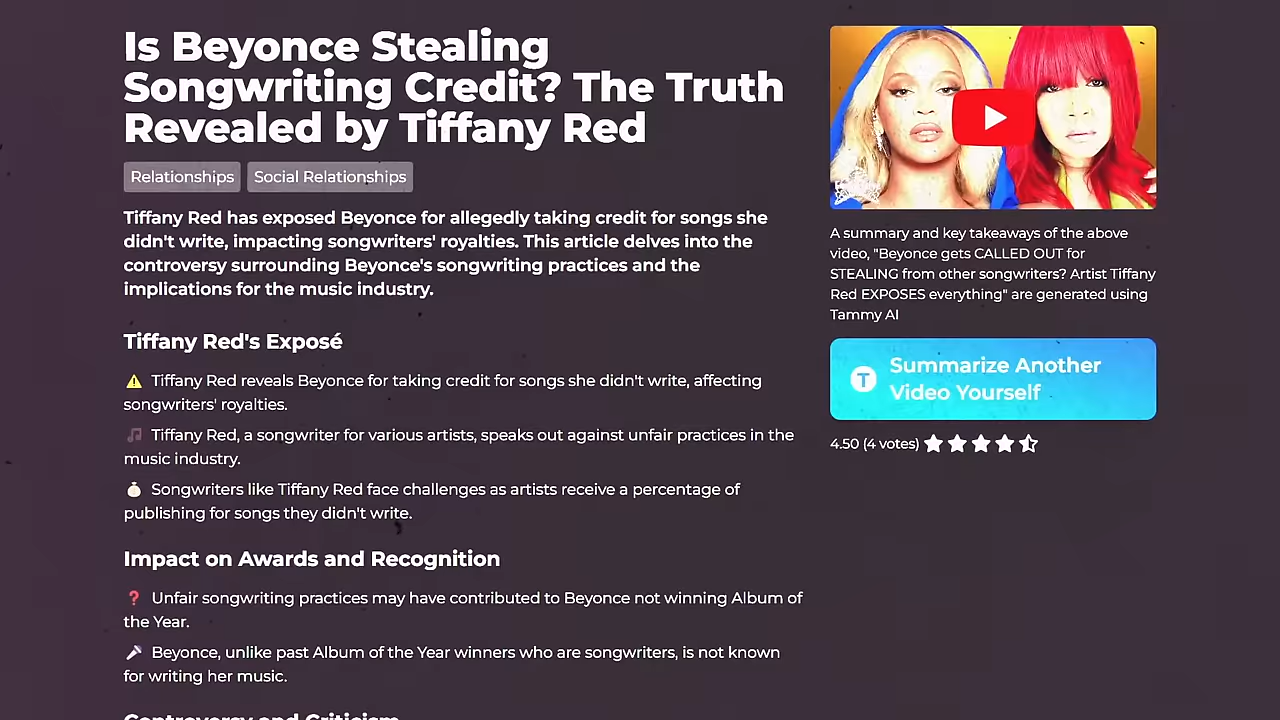 Is Beyonce Stealing
Songwriting Credit? The Truth
Revealed by Tiffany Red
Relationships
Social Relationships
Tiffany Red has exposed Beyonce for allegedly taking credit for songs she
didn't write, impacting songwriters' royalties. This article delves into the
controversy surrounding Beyonce's songwriting practices and the
implications for the music industry.
Tiffany Red's Exposé
Tiffany Red reveals Beyonce for taking credit for songs she didn't write, affecting
songwriters' royalties.
Tiffany Red, a songwriter for various artists, speaks out against unfair practices in the
music industry.
Songwriters like Tiffany Red face challenges as artists receive a percentage of
publishing for songs they didn't write.
Impact on Awards and Recognition
Unfair songwriting practices may have contributed to Beyonce not winning Album of
the Year.
Beyonce, unlike past Album of the Year winners who are songwriters, is not known
for writing her music.
Controversy and Criticism
A summary and key takeaways of the above
video, "Beyonce gets CALLED OUT for
STEALING from other songwriters? Artist Tiffany
Red EXPOSES everything" are generated using
Tammy AI
T
Summarize Another
Video Yourself
4.50 (4 votes)